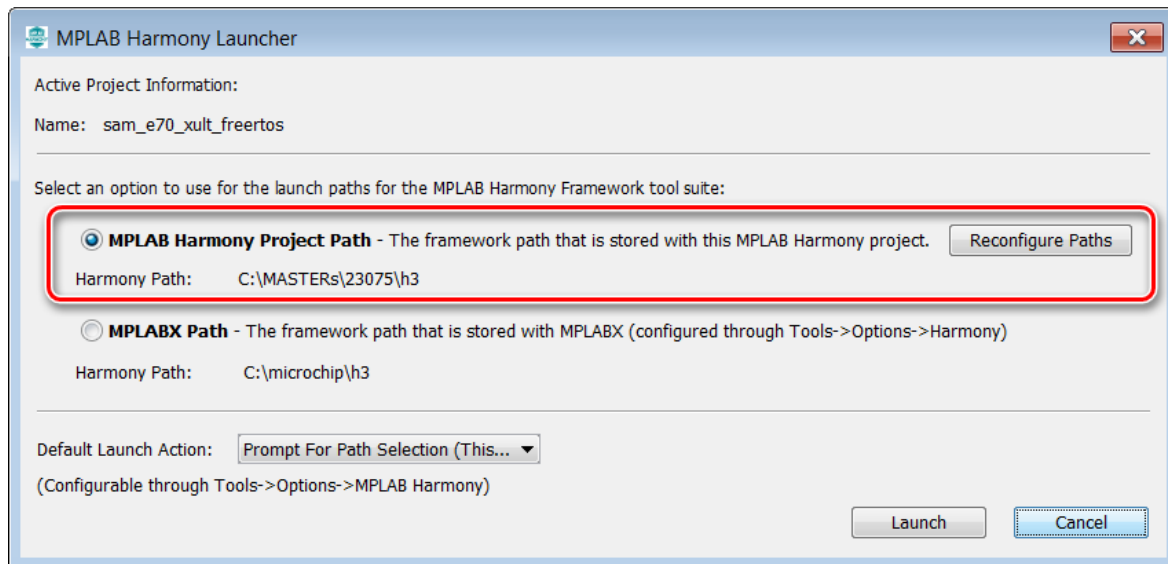 MPLAB Harmony Launcher
Active Project Information:
Name: sam_e70_xult_freertos
Select an option to use for the launch paths for the MPLAB Harmony Framework tool suite:
MPLAB Harmony Project Path - The framework path that is stored with this MPLAB Harmony project. Reconfigure Paths
Harmony Path: C:\MASTERs\23075\h3
MPLABX Path - The framework path that is stored with MPLABX (configured through Tools->Options->Harmony)
Harmony Path: C:\microchip\h3
Default Launch Action: Prompt For Path Selection (This...
(Configurable through Tools->Options->MPLAB Harmony)
Launch Cancel